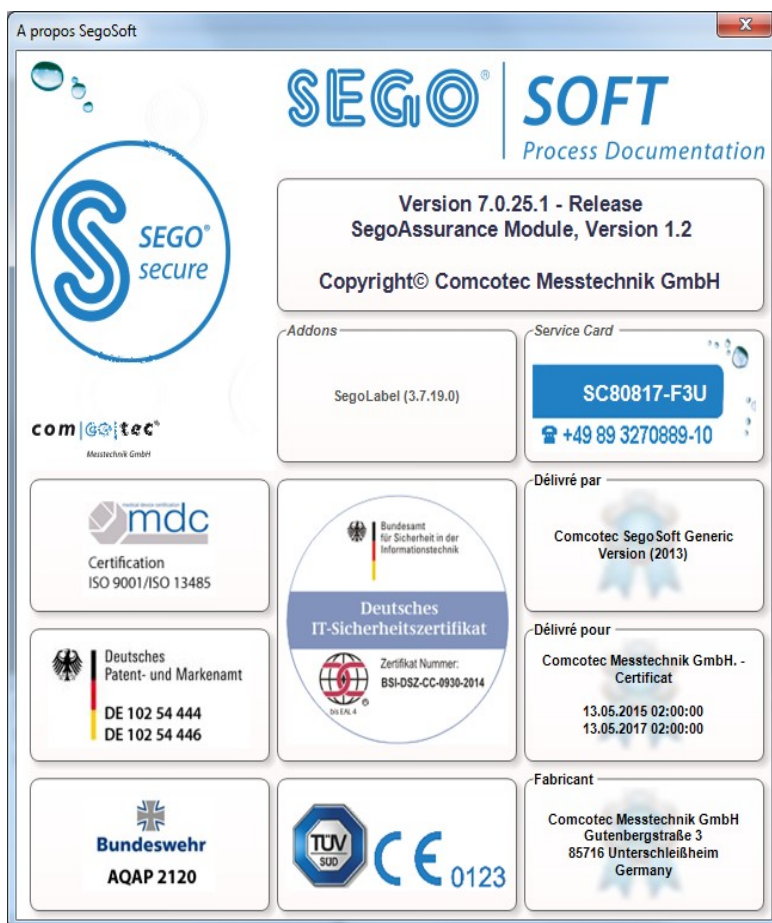 A propos SegoSoft
SEGO® SOFT
Process Documentation
SEGO®
secure
com|co|tec®
Messtechnik GmbH
Version 7.0.25.1 - Release
SegoAssurance Module, Version 1.2
Copyright© Comcotec Messtechnik GmbH
Addons
SegoLabel (3.7.19.0)
Service Card
SC80817-F3U
☎ +49 89 3270889-10
medical device certification
mdc
Certification
ISO 9001/ISO 13485
Bundesamt
für Sicherheit in der
Informationstechnik
Deutsches
IT-Sicherheitszertifikat
Zertifikat Nummer:
BSI-DSZ-CC-0930-2014
bis EAL 4
Délivré par
Comcotec SegoSoft Generic
Version (2013)
Deutsches
Patent- und Markenamt
DE 102 54 444
DE 102 54 446
Délivré pour
Comcotec Messtechnik GmbH. -
Certificat
13.05.2015 02:00:00
13.05.2017 02:00:00
Bundeswehr
AQAP 2120
TÜV
SÜD
CE 0123
Fabricant
Comcotec Messtechnik GmbH
Gutenbergstraße 3
85716 Unterschleißheim
Germany